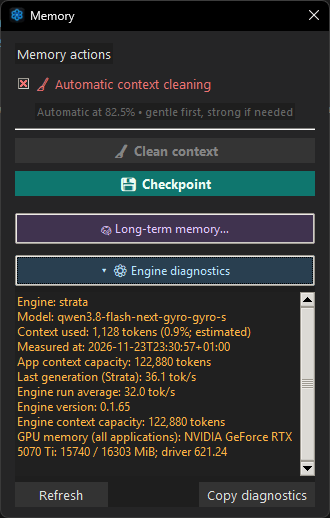 Memory
Memory actions
Automatic context cleaning
Automatic at 82.5% • gentle first, strong if needed
Clean context
Checkpoint
Long-term memory...
Engine diagnostics
Engine: strata
Model: qwen3.8-flash-next-gyro-gyro-s
Context used: 1,128 tokens (0.9%; estimated)
Measured at: 2026-11-23T23:30:57+01:00
App context capacity: 122,880 tokens
Last generation (Strata): 36.1 tok/s
Engine run average: 32.0 tok/s
Engine version: 0.1.65
Engine context capacity: 122,880 tokens
GPU memory (all applications): NVIDIA GeForce RTX
5070 Ti: 15740 / 16303 MiB; driver 621.24
Refresh
Copy diagnostics